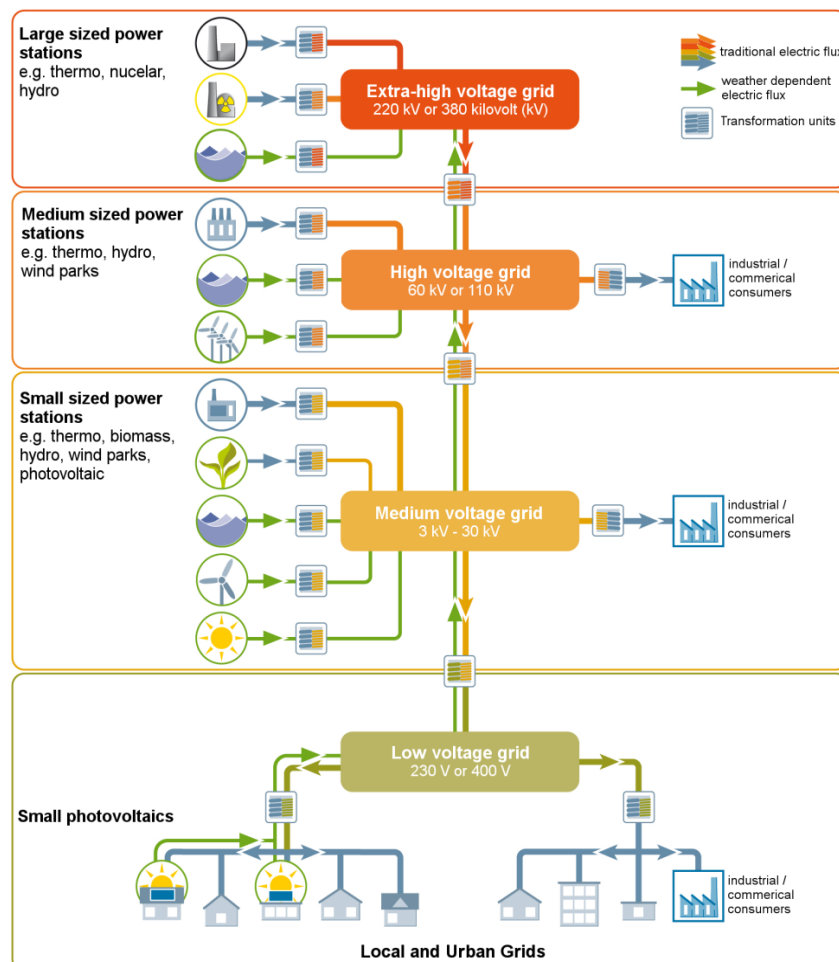 Large sized power
stations
e.g. thermo, nucelar,
hydro
Extra-high voltage grid
220 kV or 380 kilovolt (kV)
traditional electric flux
weather dependent
electric flux
Transformation units
Medium sized power
stations
e.g. thermo, hydro,
wind parks
High voltage grid
60 kV or 110 kV
industrial /
commerical
consumers
Small sized power
stations
e.g. thermo, biomass,
hydro, wind parks,
photovoltaic
Medium voltage grid
3 kV - 30 kV
industrial /
commerical
consumers
Low voltage grid
230 V or 400 V
Small photovoltaics
industrial /
commerical
consumers
Local and Urban Grids